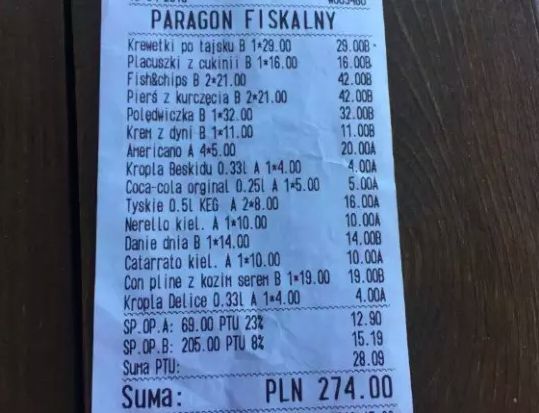 PARAGON FISKALNY
Krewetki po tajsku B 1*29.00 29.00B
Placuszki z cukinii B 1*16.00 16.00B
Fish&chips B 2*21.00 42.00B
Pierś z kurczęcia B 2*21.00 42.00B
Polędwiczka B 1*32.00 32.00B
Krem z dyni B 1*11.00 11.00B
Americano A 4*5.00 20.00A
Kropla Beskidu 0.33l A 1*4.00 4.00A
Coca-cola orginal 0.25l A 1*5.00 5.00A
Tyskie 0.5l KEG A 2*8.00 16.00A
Nerello kiel. A 1*10.00 10.00A
Danie dnia B 1*14.00 14.00B
Catarrato kiel. A 1*10.00 10.00A
Con pline z kozim serem B 1*19.00 19.00B
Kropla Delice 0.33l A 1*4.00 4.00A
SP.OP.A: 69.00 PTU 23% 12.90
SP.OP.B: 205.00 PTU 8% 15.19
Suma PTU: 28.09
Suma: PLN 274.00